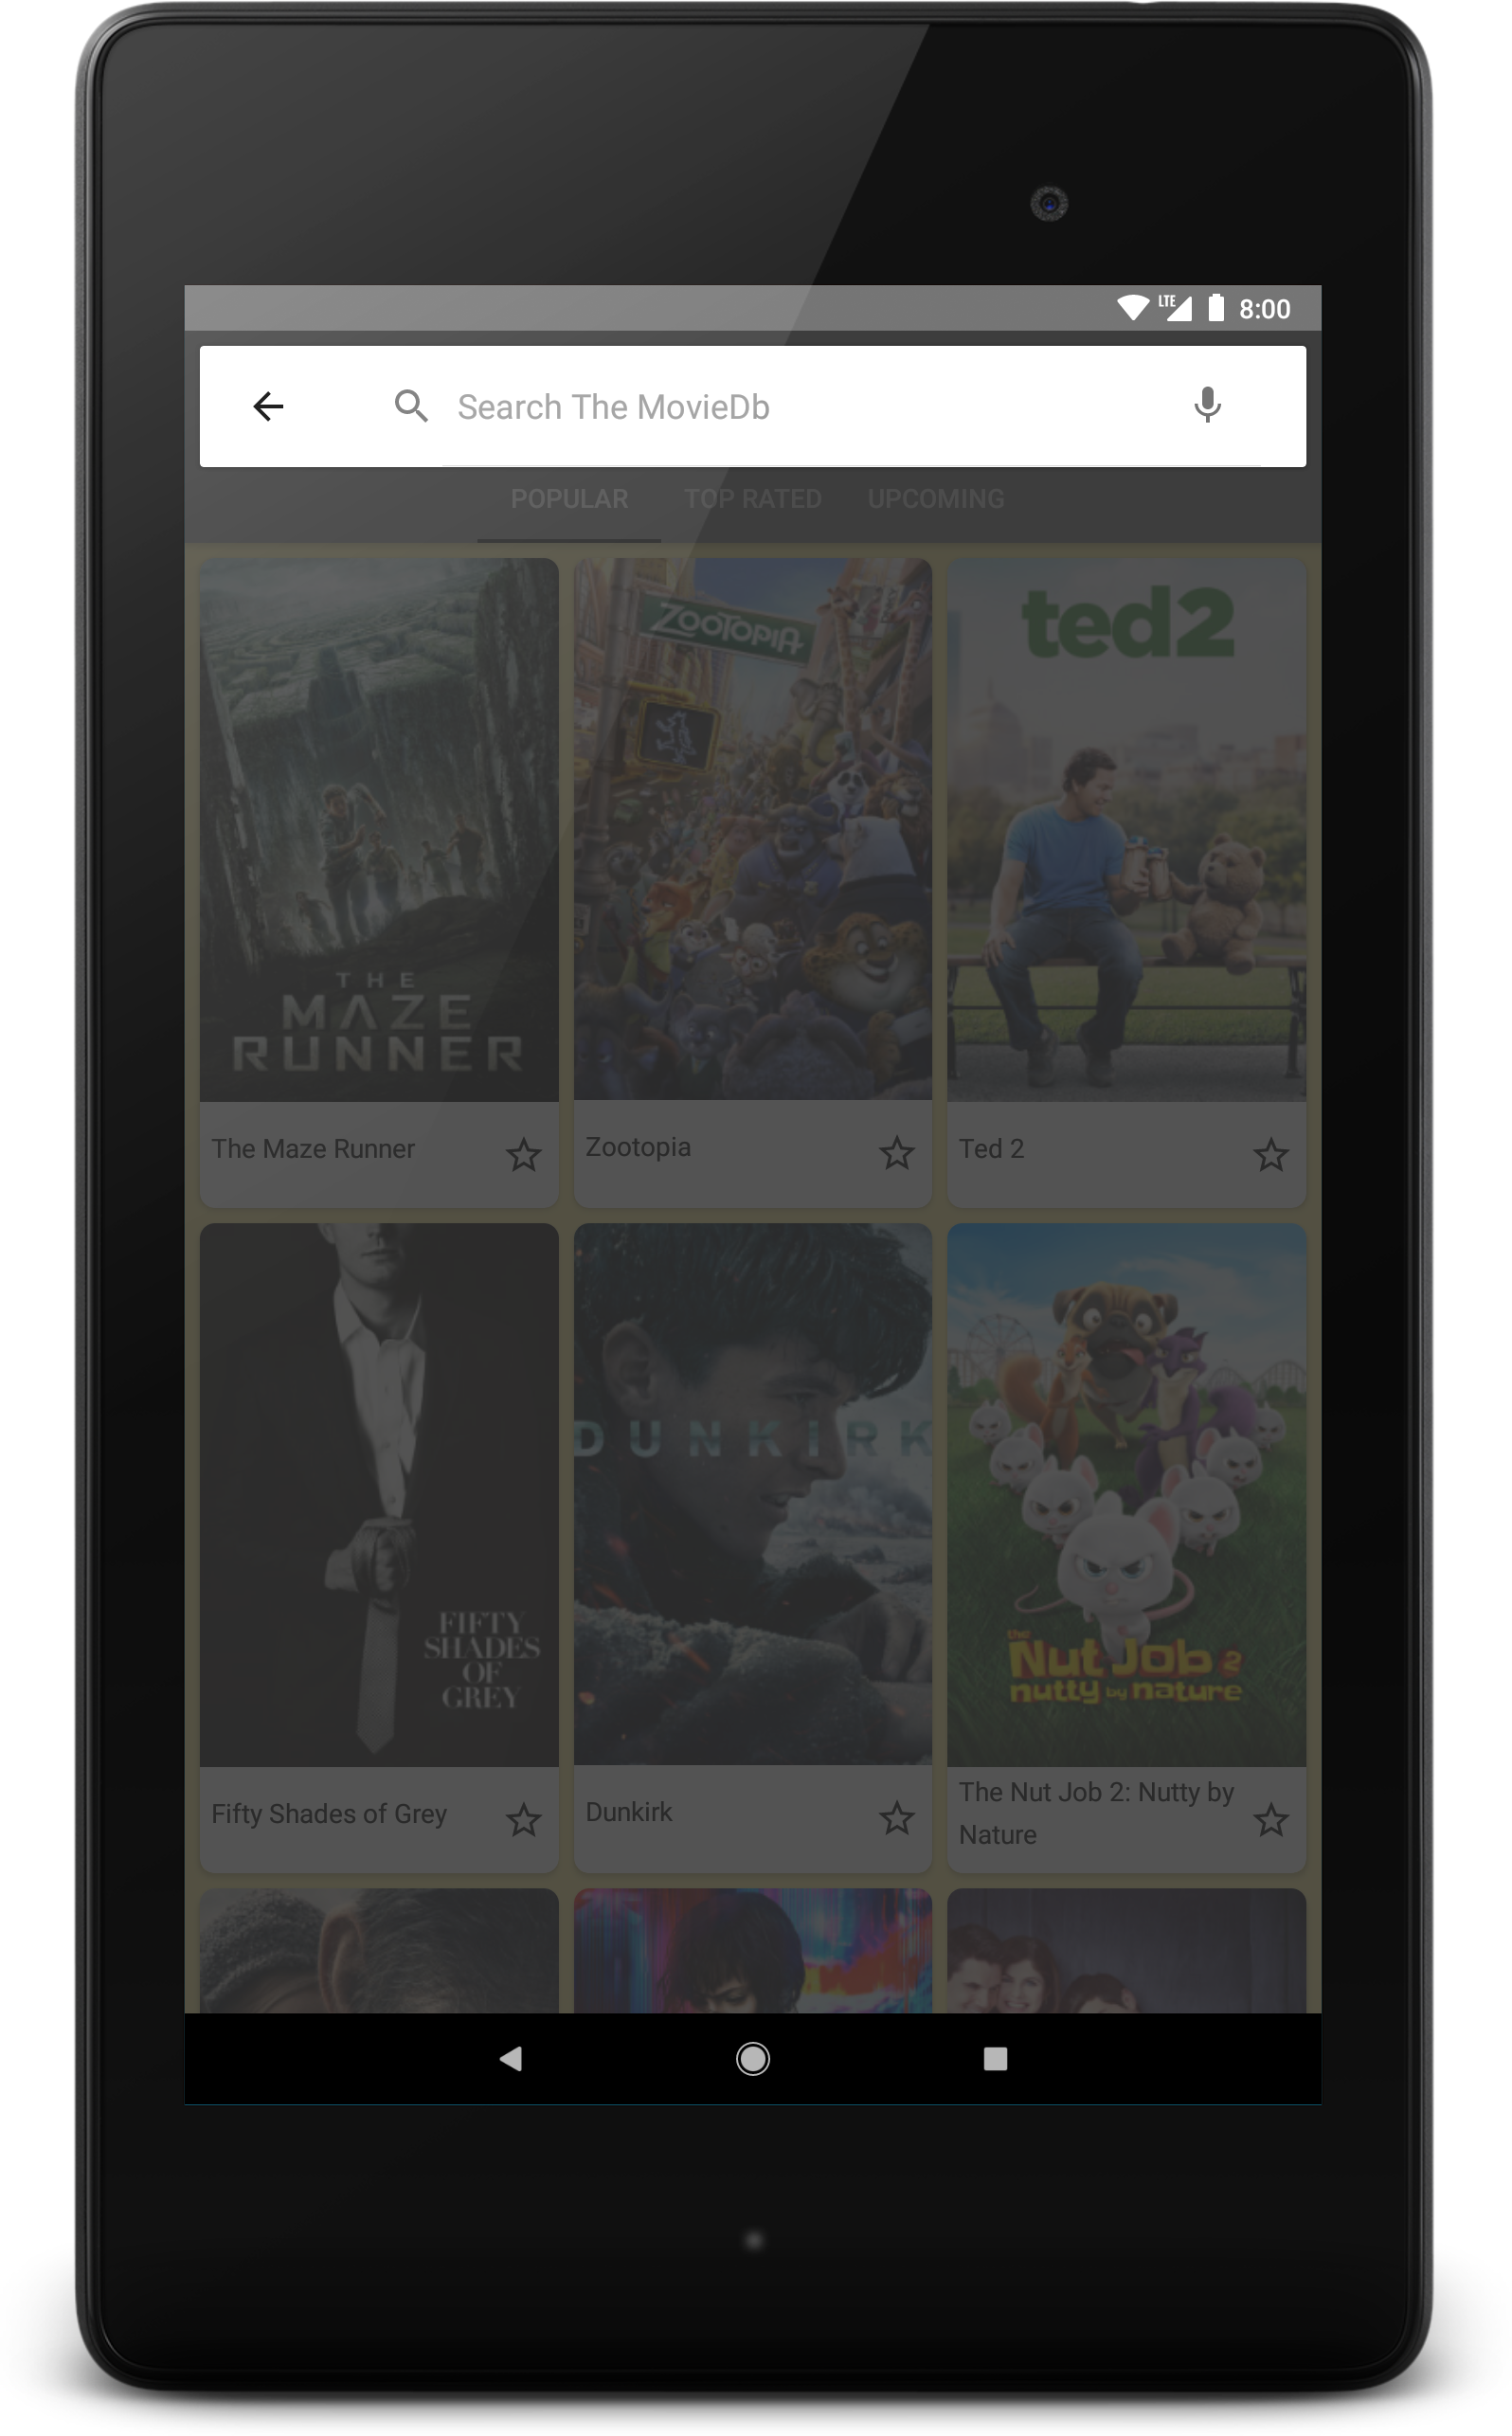 LTE 8:00
Search The MovieDb
POPULAR TOP RATED UPCOMING
ZOOTOPIA
ted2
THE
MAZE
RUNNER
The Maze Runner
Zootopia
Ted 2
DUNKIRK
FIFTY
SHADES
OF
GREY
the
Nut Job 2
nutty by nature
Fifty Shades of Grey
Dunkirk
The Nut Job 2: Nutty by
Nature